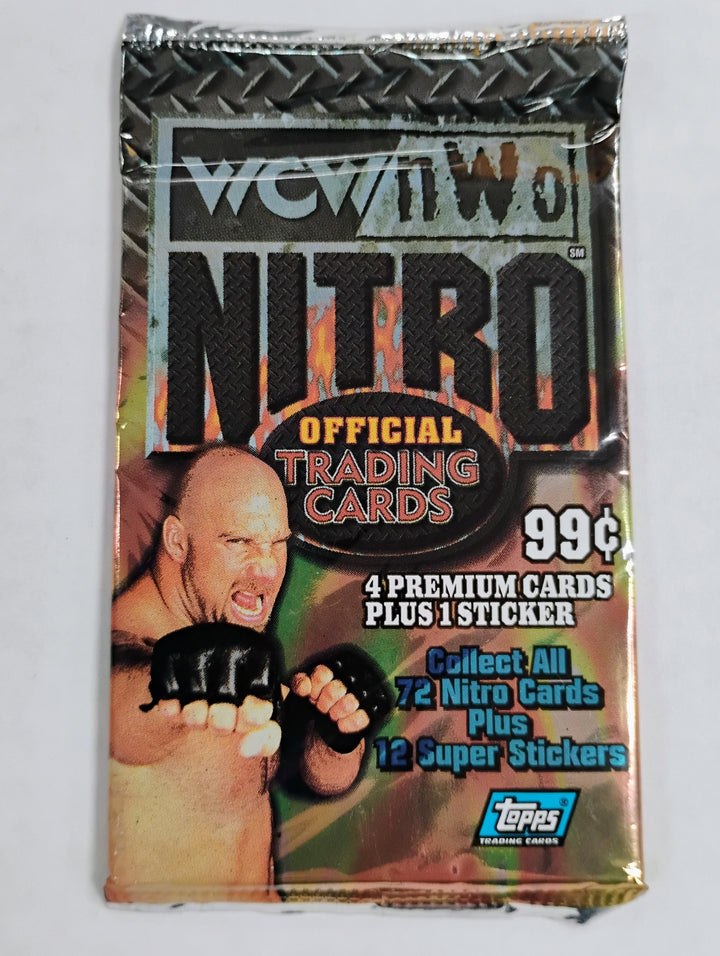 WCW/nWo
NITRO
SM
OFFICIAL
TRADING
CARDS
99¢
4 PREMIUM CARDS
PLUS 1 STICKER
Collect All
72 Nitro Cards
Plus
12 Super Stickers
Topps®
TRADING CARDS